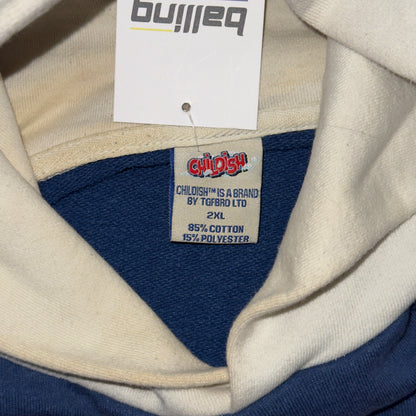 balling
CHILDISH
CHILDISH™ IS A BRAND
BY TGFBRO LTD
2XL
85% COTTON
15% POLYESTER